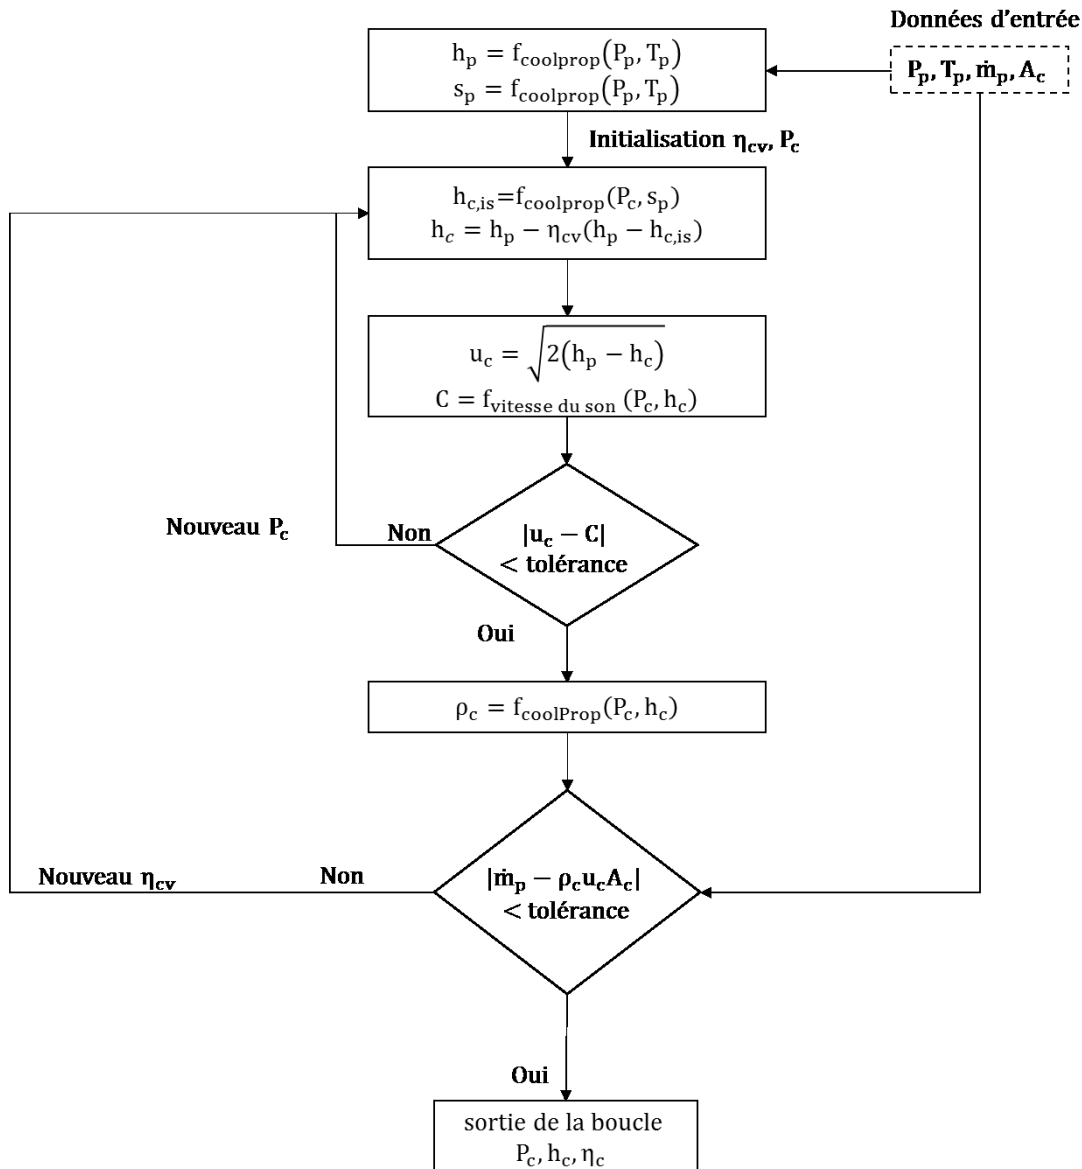 Données d'entrée
P_p, T_p, ṁ_p, A_c
h_p = f_coolprop(P_p, T_p)
s_p = f_coolprop(P_p, T_p)
Initialisation η_cv, P_c
h_c,is=f_coolprop(P_c, s_p)
h_c = h_p − η_cv(h_p − h_c,is)
u_c = √2(h_p − h_c)
C = f_vitesse du son (P_c, h_c)
Nouveau P_c
Non
|u_c − C|
< tolérance
Oui
ρ_c = f_coolProp(P_c, h_c)
Nouveau η_cv
Non
|ṁ_p − ρ_c u_c A_c|
< tolérance
Oui
sortie de la boucle
P_c, h_c, η_c